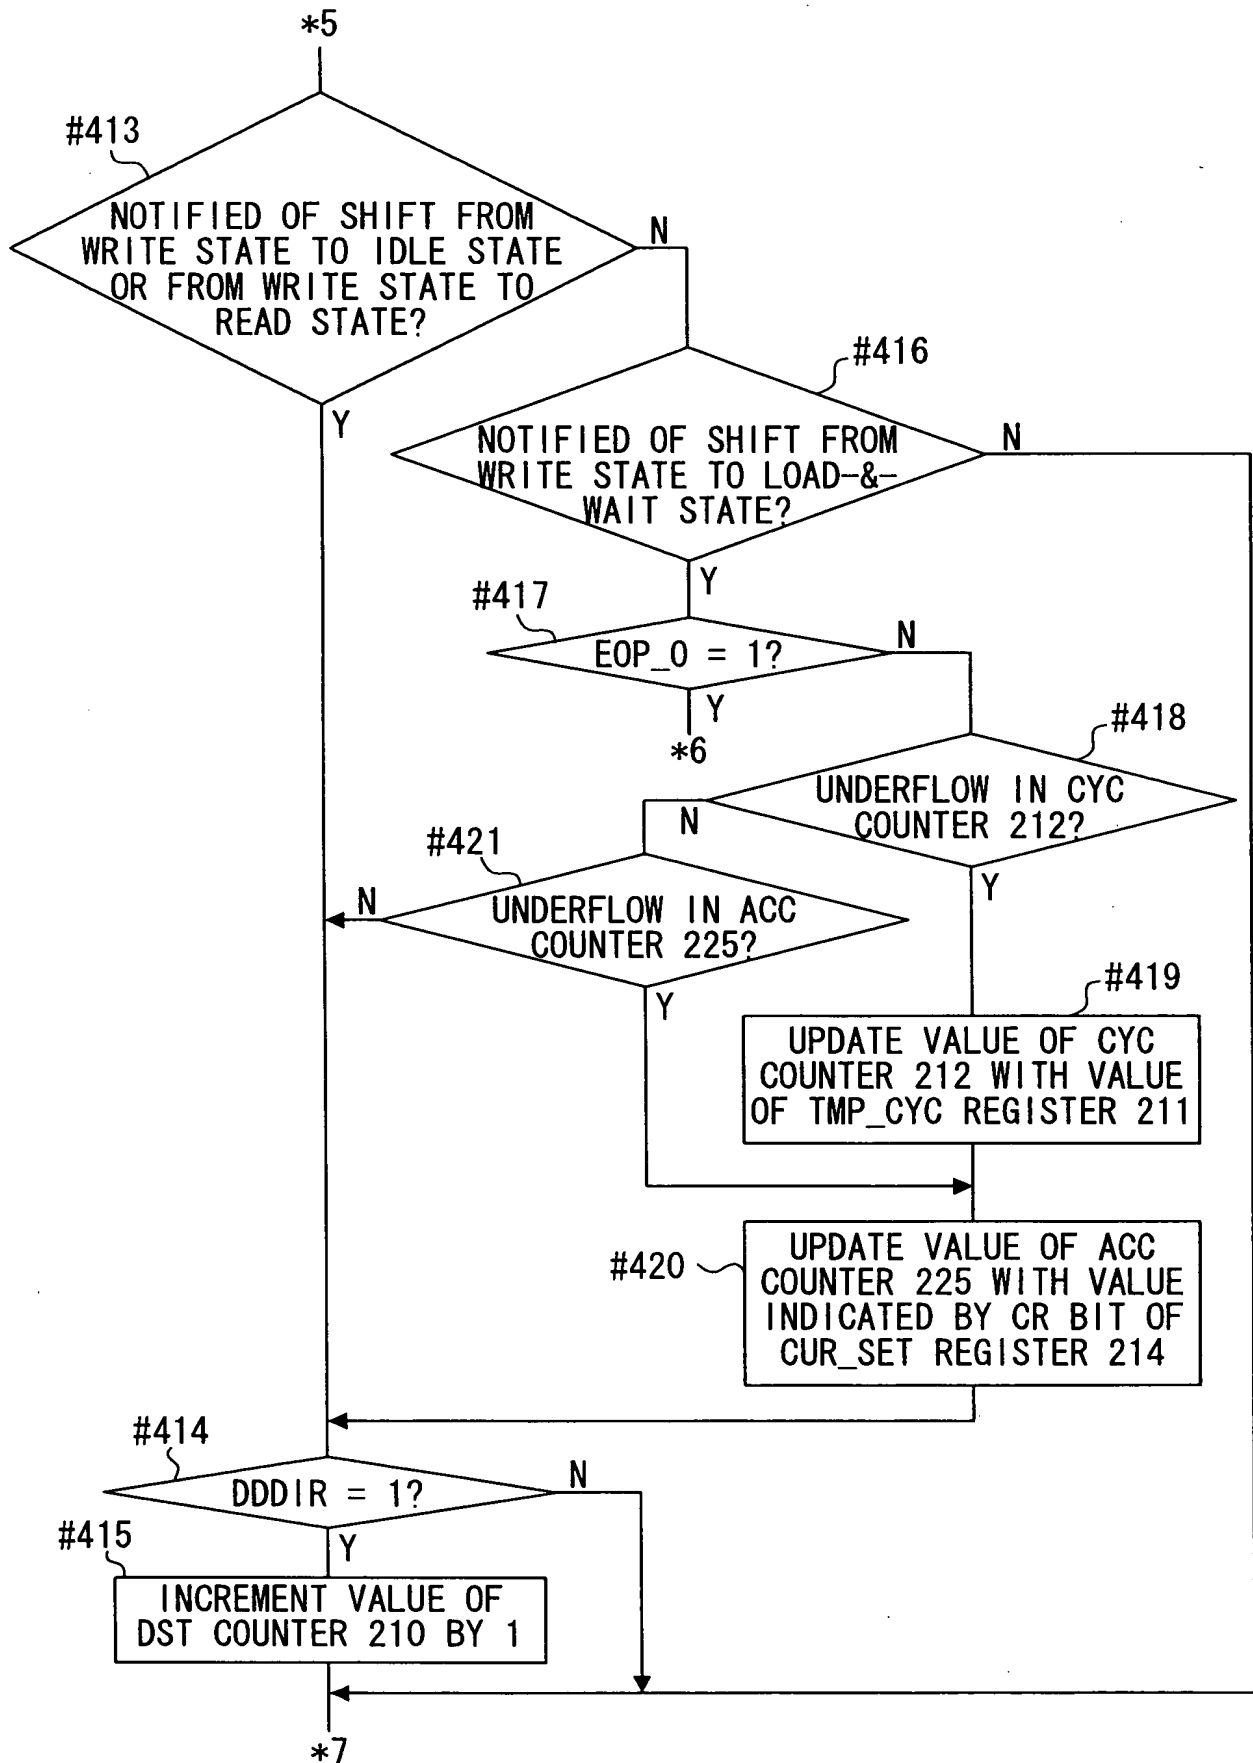 *5
#413
NOTIFIED OF SHIFT FROM
WRITE STATE TO IDLE STATE
OR FROM WRITE STATE TO
READ STATE?
N
Y
#416
NOTIFIED OF SHIFT FROM
WRITE STATE TO LOAD-&-
WAIT STATE?
N
Y
#417
EOP_0 = 1?
N
Y
*6
#418
UNDERFLOW IN CYC
COUNTER 212?
N
Y
#421
UNDERFLOW IN ACC
COUNTER 225?
N
Y
#419
UPDATE VALUE OF CYC
COUNTER 212 WITH VALUE
OF TMP_CYC REGISTER 211
#420
UPDATE VALUE OF ACC
COUNTER 225 WITH VALUE
INDICATED BY CR BIT OF
CUR_SET REGISTER 214
#414
DDDIR = 1?
N
Y
#415
INCREMENT VALUE OF
DST COUNTER 210 BY 1
*7